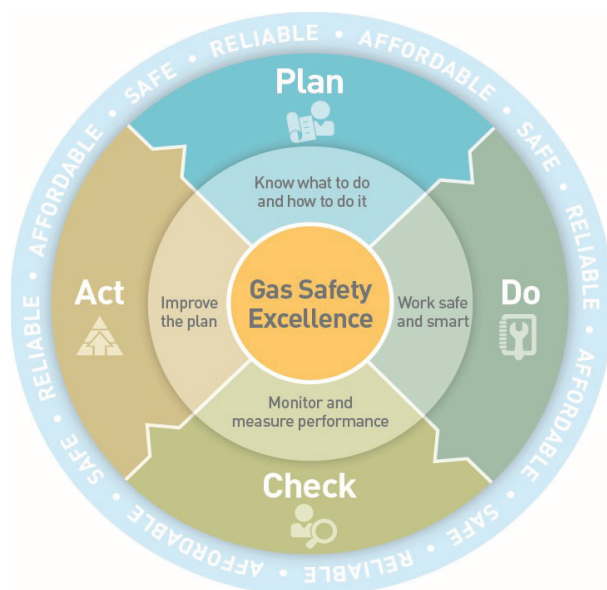 SAFE • RELIABLE • AFFORDABLE • SAFE • RELIABLE • AFFORDABLE • SAFE • RELIABLE • AFFORDABLE • SAFE • RELIABLE • AFFORDABLE •
Plan
Know what to do
and how to do it
Act
Improve
the plan
Gas Safety
Excellence
Work safe
and smart
Do
Monitor and
measure performance
Check